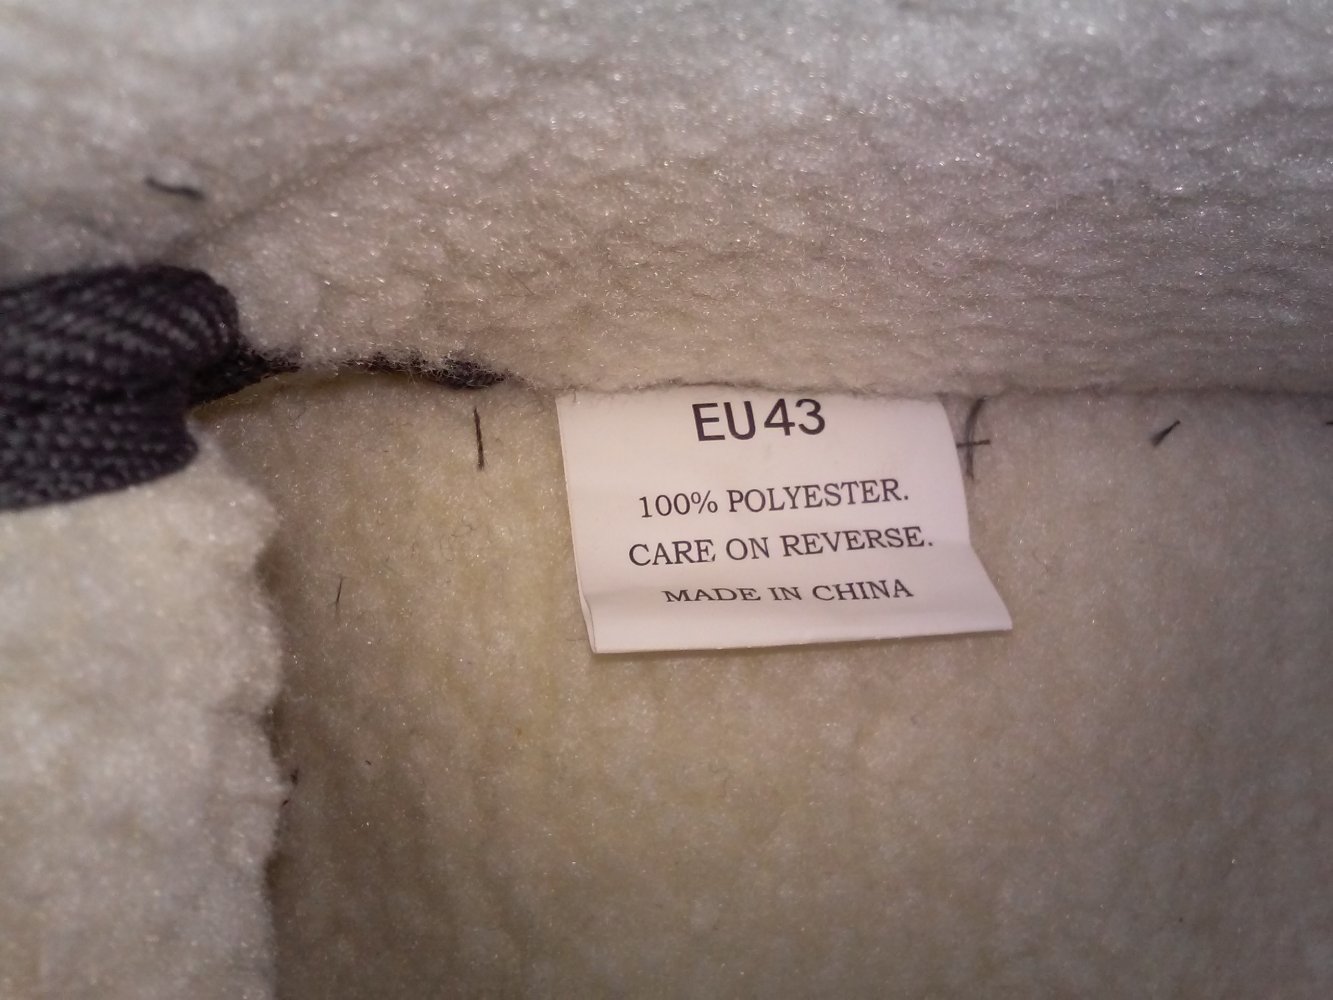 EU43
100% POLYESTER.
CARE ON REVERSE.
MADE IN CHINA